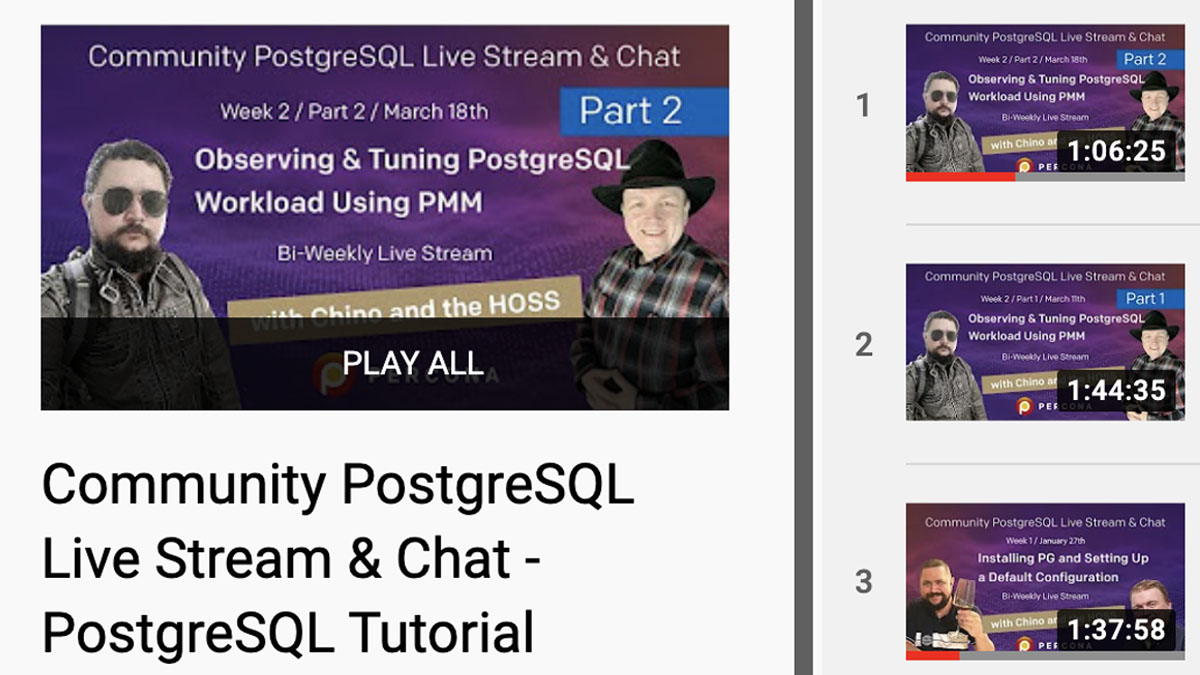 Community PostgreSQL Live Stream & Chat
Week 2 / Part 2 / March 18th
Part 2
Observing & Tuning PostgreSQL
Workload Using PMM
Bi-Weekly Live Stream
with Chino and the HOSS
PERCONA
PLAY ALL
Community PostgreSQL
Live Stream & Chat -
PostgreSQL Tutorial
1
Community PostgreSQL Live Stream & Chat
Week 2 / Part 2 / March 18th
Part 2
Observing & Tuning PostgreSQL
Workload Using PMM
Bi-Weekly Live Stream
with Chino
1:06:25
PERCONA
2
Community PostgreSQL Live Stream & Chat
Week 2 / Part 1 / March 11th
Part 1
Observing & Tuning PostgreSQL
Workload Using PMM
Bi-Weekly Live Stream
with Chino
1:44:35
PERCONA
3
Community PostgreSQL Live Stream & Chat
Week 1 / January 27th
Installing PG and Setting Up
a Default Configuration
Bi-Weekly Live Stream
with Chino
1:37:58
PERCONA